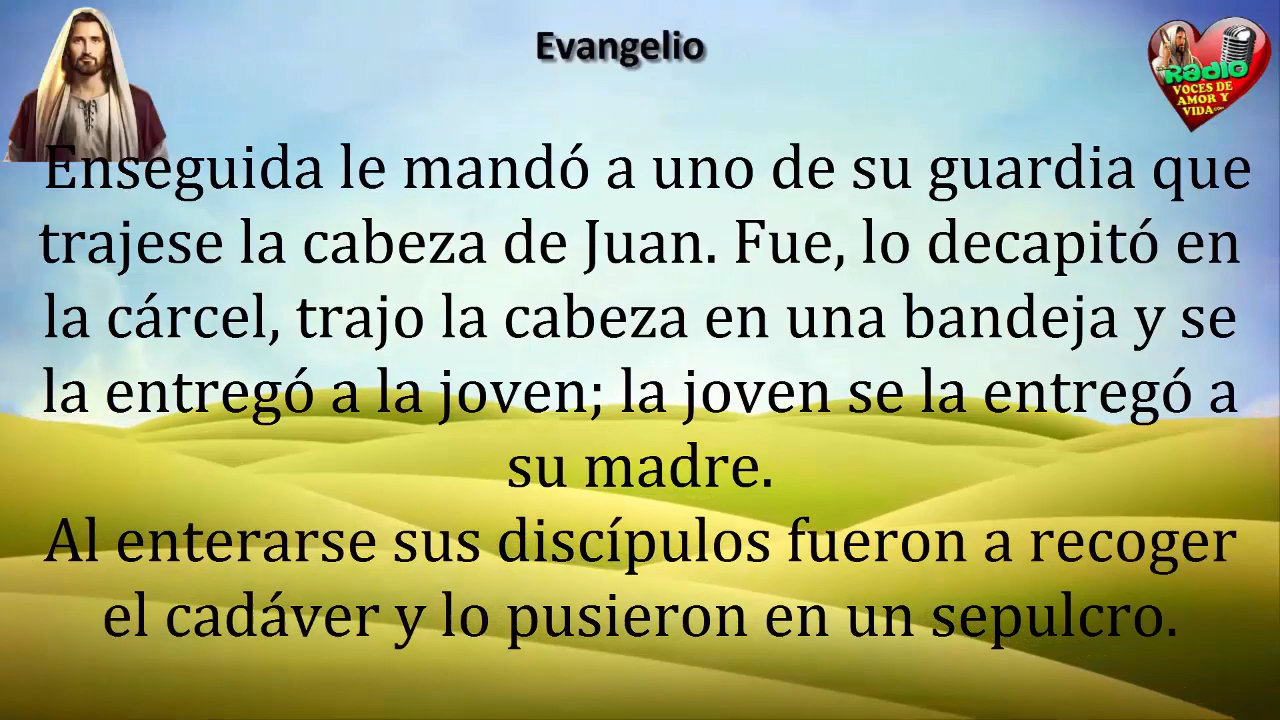 Evangelio
Radio
VOCES DE
AMOR Y
VIDA.com
Enseguida le mandó a uno de su guardia que
trajese la cabeza de Juan. Fue, lo decapitó en
la cárcel, trajo la cabeza en una bandeja y se
la entregó a la joven; la joven se la entregó a
su madre.
Al enterarse sus discípulos fueron a recoger
el cadáver y lo pusieron en un sepulcro.